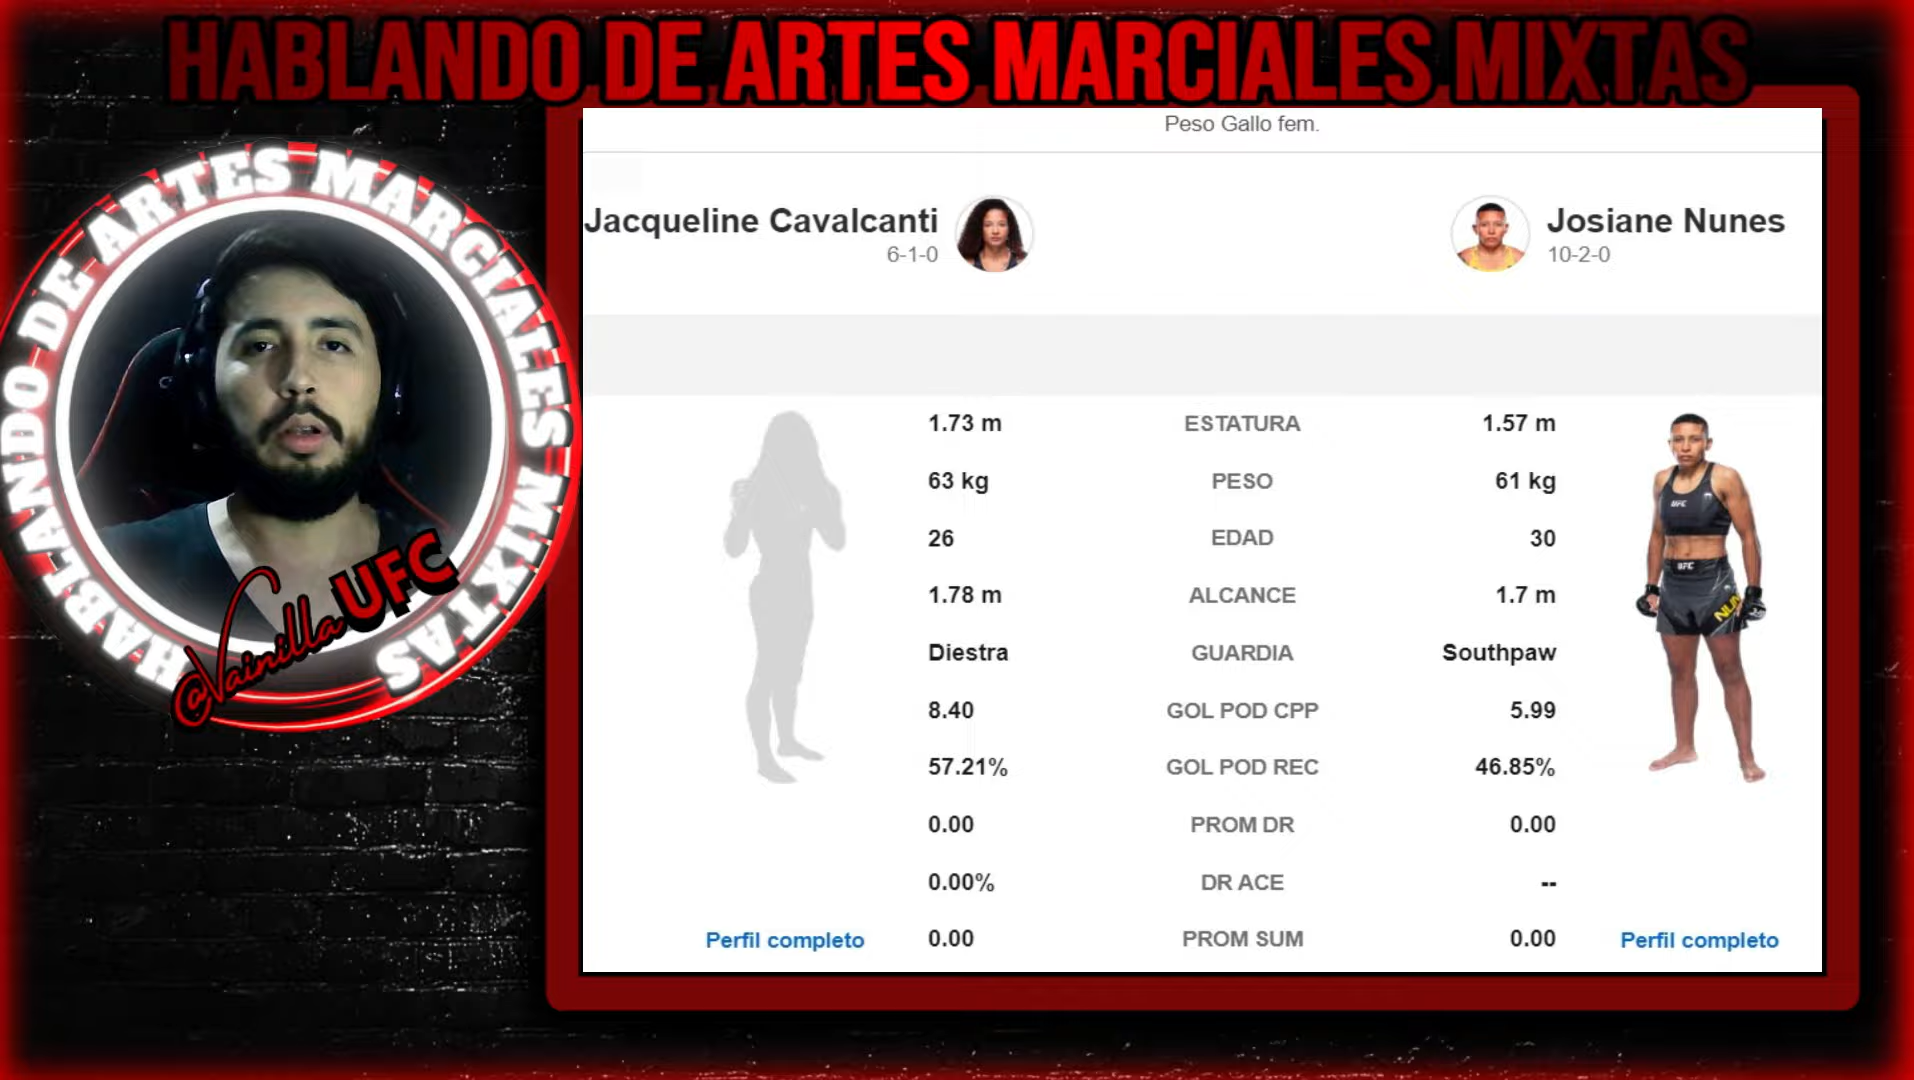 HABLANDO DE ARTES MARCIALES MIXTAS
HABLANDO DE ARTES MARCIALES MIXTAS
@VainillaUFC
Peso Gallo fem.
Jacqueline Cavalcanti Josiane Nunes
6-1-0 10-2-0
1.73 m ESTATURA 1.57 m
63 kg PESO 61 kg
26 EDAD 30
1.78 m ALCANCE 1.7 m
Diestra GUARDIA Southpaw
8.40 GOL POD CPP 5.99
57.21% GOL POD REC 46.85%
0.00 PROM DR 0.00
0.00% DR ACE --
Perfil completo 0.00 PROM SUM 0.00 Perfil completo
UFC
UFC